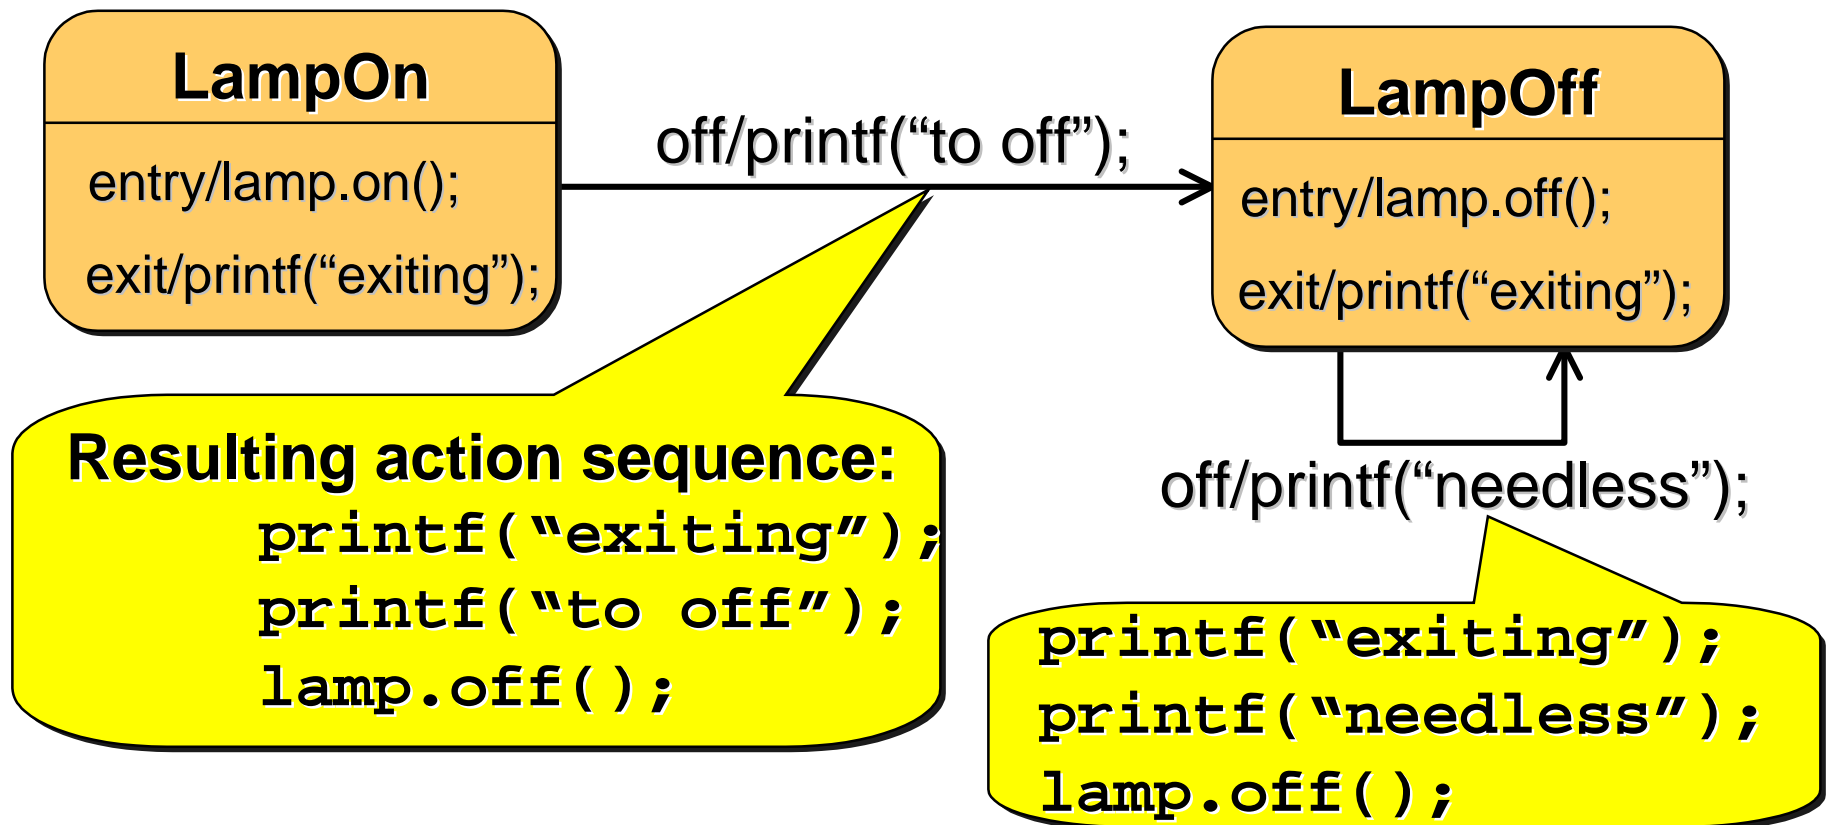 LampOn
entry/lamp.on();
exit/printf(“exiting”);
off/printf(“to off”);
LampOff
entry/lamp.off();
exit/printf(“exiting”);
off/printf(“needless”);
Resulting action sequence:
printf(“exiting”);
printf(“to off”);
lamp.off();
printf(“exiting”);
printf(“needless”);
lamp.off();